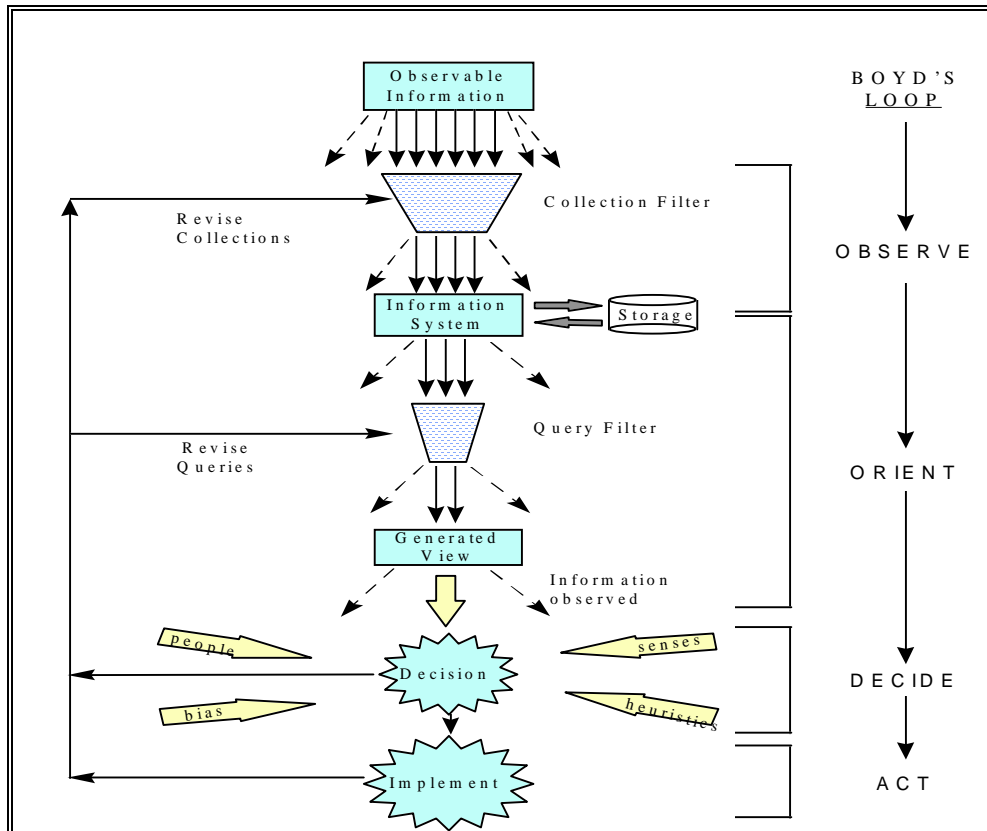 Observable
Information
BOYD'S
LOOP
Collection Filter
Revise
Collections
OBSERVE
Information
System
Storage
Query Filter
Revise
Queries
ORIENT
Generated
View
Information
observed
people
senses
Decision
DECIDE
bias
heuristics
Implement
ACT